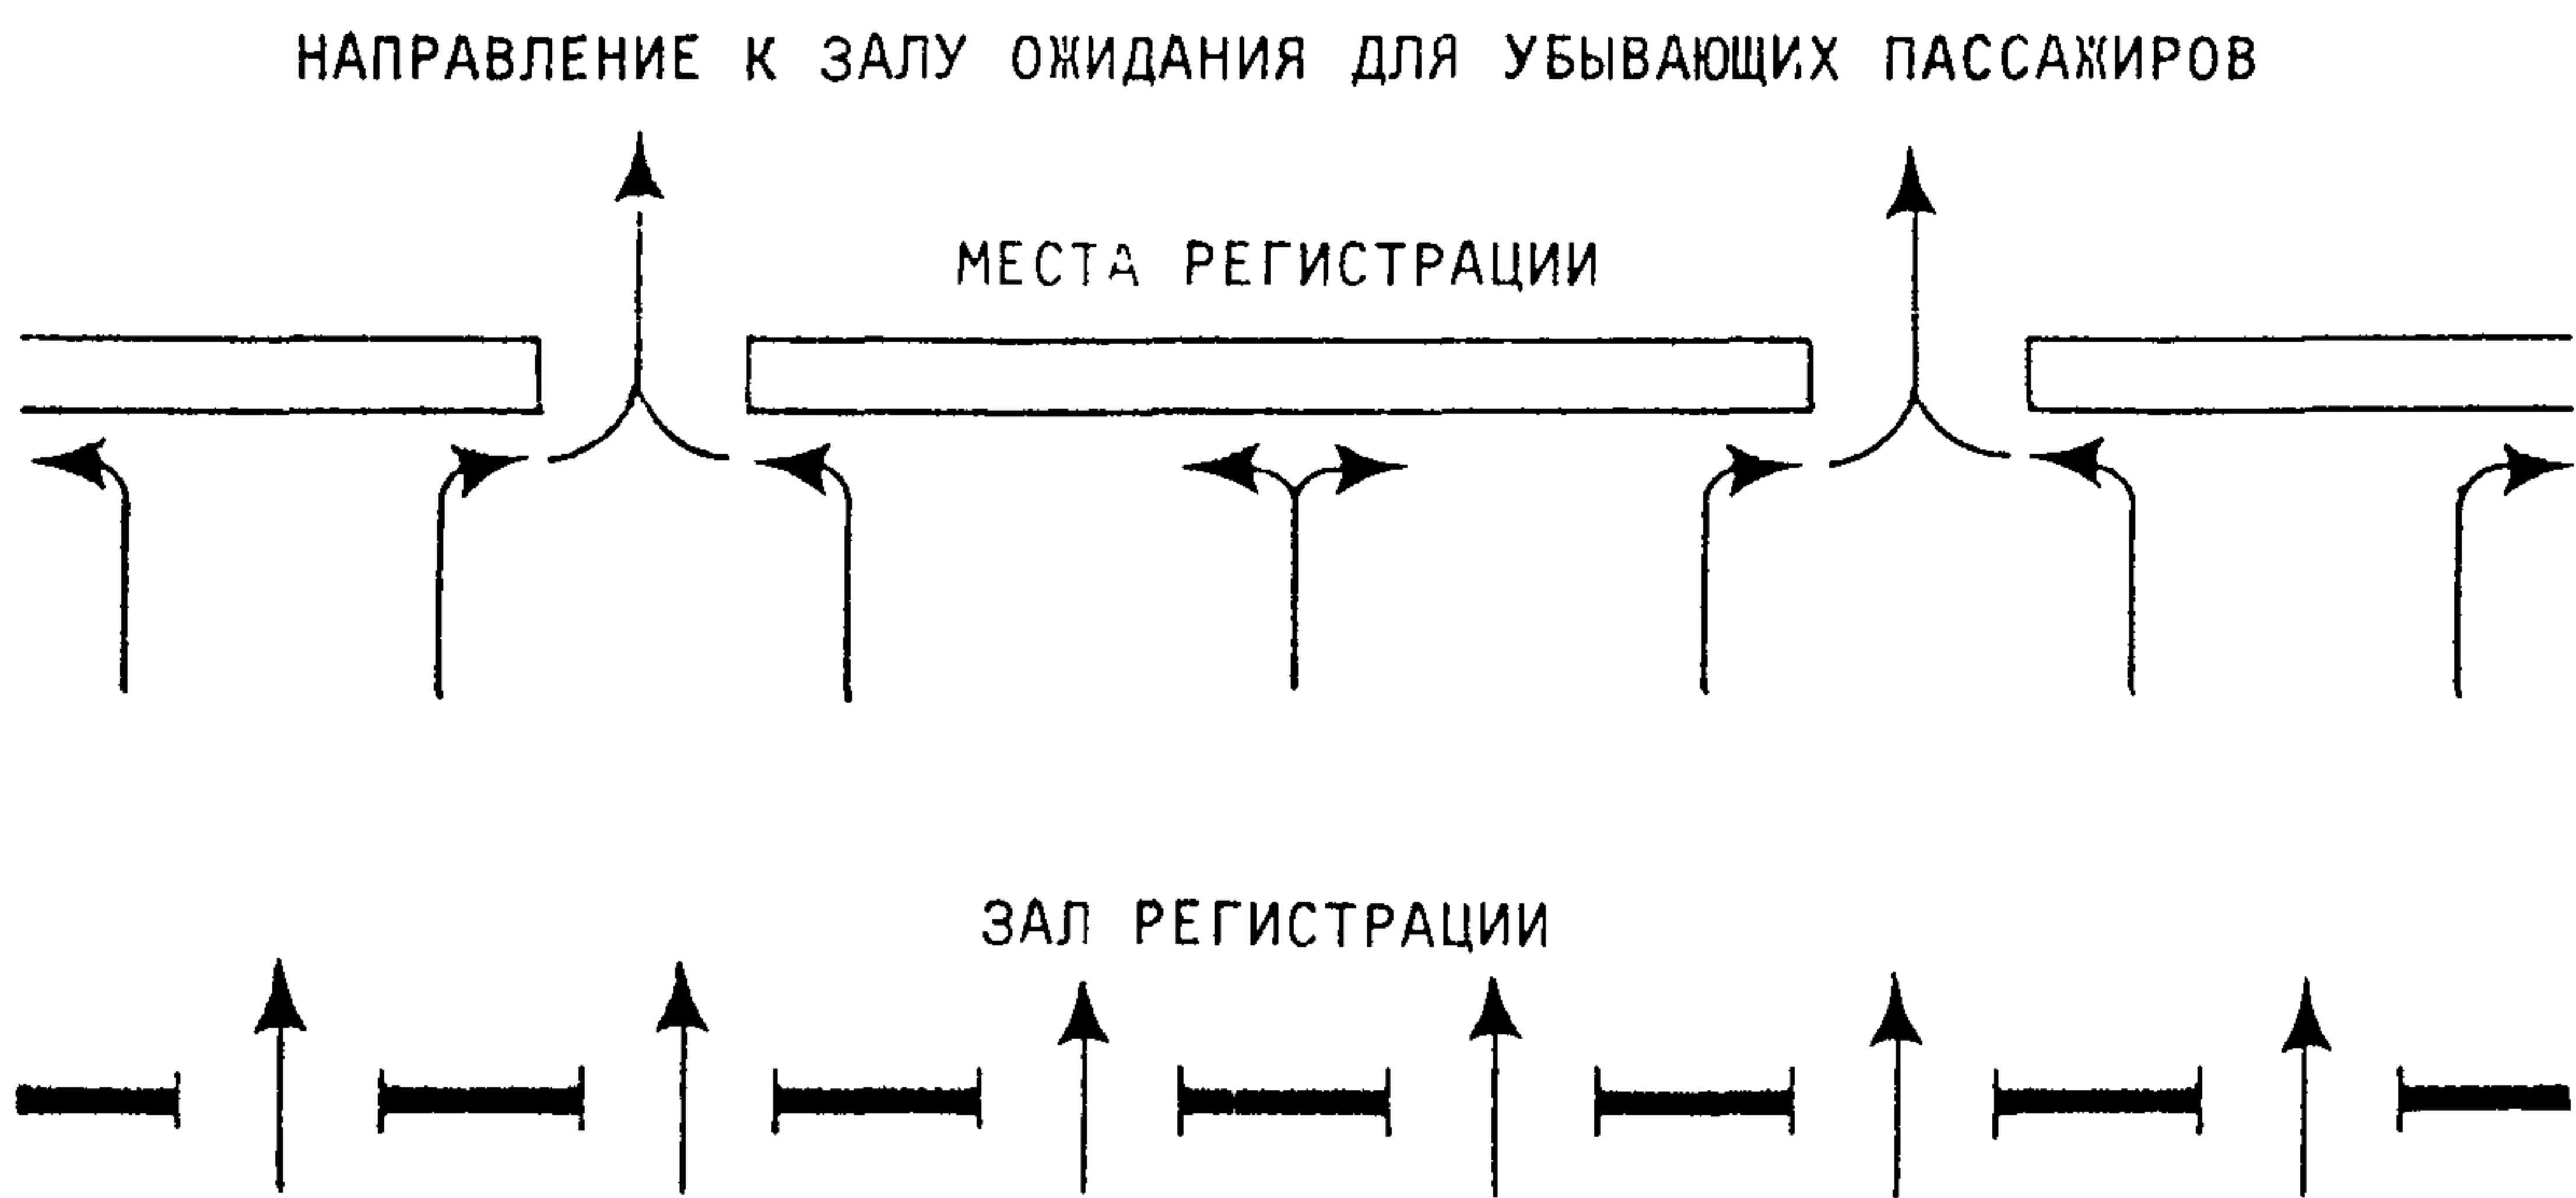 НАПРАВЛЕНИЕ К ЗАЛУ ОЖИДАНИЯ ДЛЯ УБЫВАЮЩИХ ПАССАЖИРОВ
МЕСТА РЕГИСТРАЦИИ
ЗАЛ РЕГИСТРАЦИИ